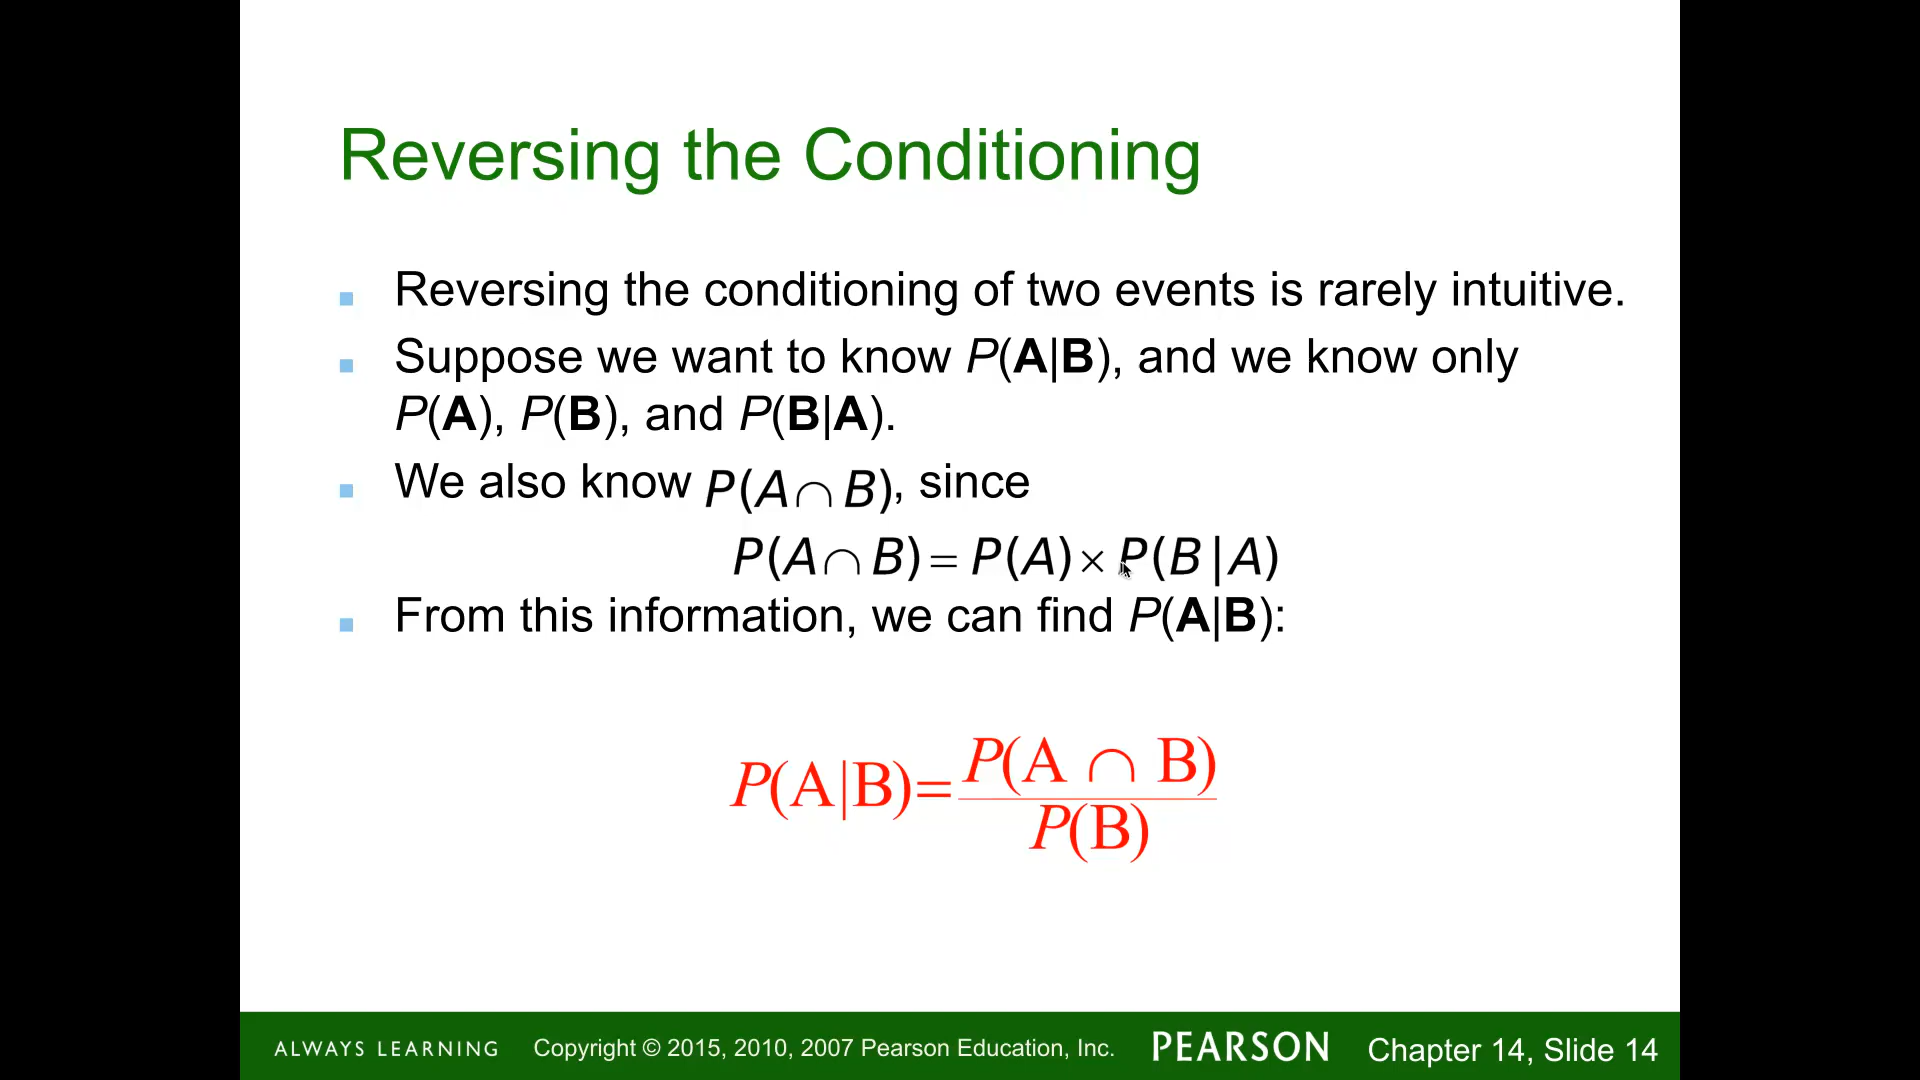 Reversing the Conditioning
Reversing the conditioning of two events is rarely intuitive.
Suppose we want to know P(A|B), and we know only
P(A), P(B), and P(B|A).
We also know P(A∩B), since
P(A∩B)=P(A)×P(B|A)
From this information, we can find P(A|B):
P(A|B)=
P(A ∩ B)
P(B)
ALWAYS LEARNING Copyright © 2015, 2010, 2007 Pearson Education, Inc. PEARSON Chapter 14, Slide 14